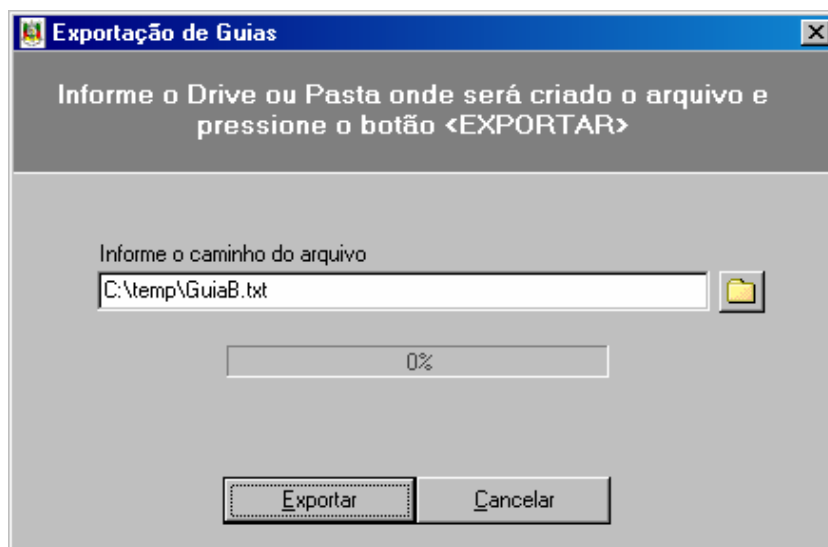 Exportação de Guias
Informe o Drive ou Pasta onde será criado o arquivo e
pressione o botão <EXPORTAR>
Informe o caminho do arquivo
C:\temp\GuiaB.txt
0%
Exportar
Cancelar